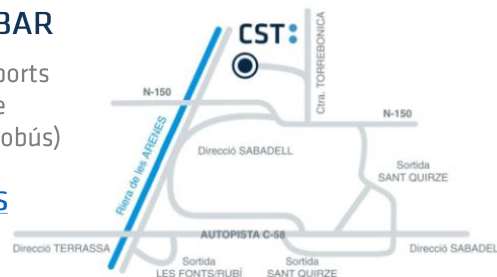 BAR
ports
e
obús)
S
CST:
N-150
Ctra. TORREBONICA
N-150
Riera de les ARENES
Direcció SABADELL
Sortida
SANT QUIRZE
AUTOPISTA C-58
Direcció TERRASSA
Sortida
LES FONTS/RUBÍ
Sortida
SANT QUIRZE
Direcció SABADEL